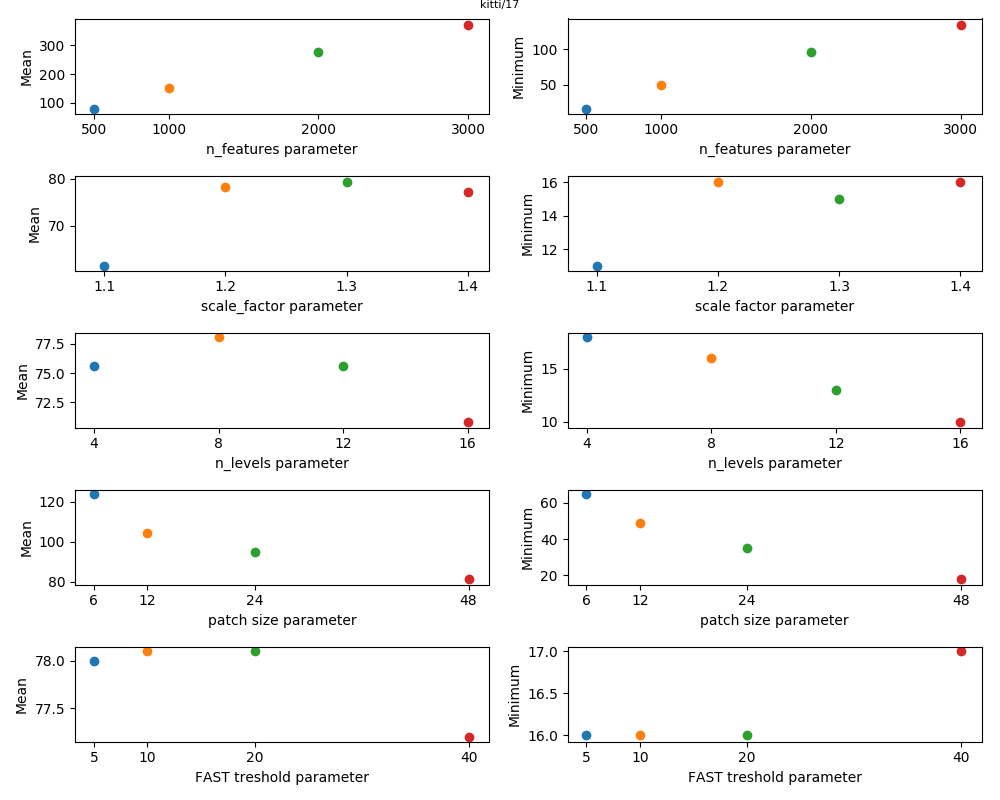 kitti/17
Mean
300
200
100
500 1000 2000 3000
n_features parameter
Minimum
100
50
500 1000 2000 3000
n_features parameter
Mean
80
70
1.1 1.2 1.3 1.4
scale_factor parameter
Minimum
16
14
12
1.1 1.2 1.3 1.4
scale factor parameter
Mean
77.5
75.0
72.5
4 8 12 16
n_levels parameter
Minimum
15
10
4 8 12 16
n_levels parameter
Mean
120
100
80
6 12 24 48
patch size parameter
Minimum
60
40
20
6 12 24 48
patch size parameter
Mean
78.0
77.5
5 10 20 40
FAST treshold parameter
Minimum
17.0
16.5
16.0
5 10 20 40
FAST treshold parameter